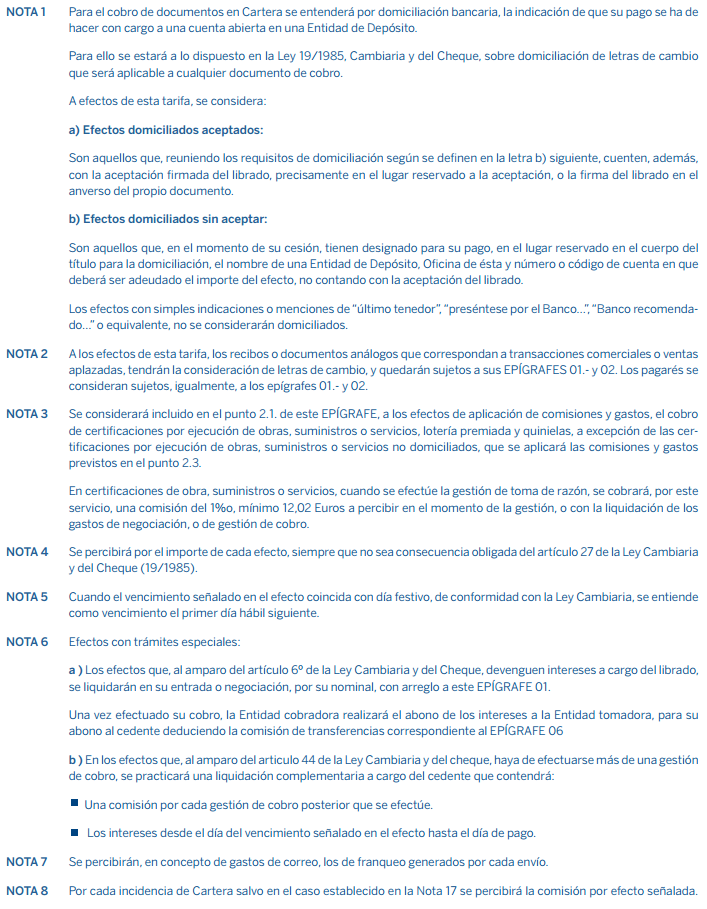 NOTA 1 Para el cobro de documentos en Cartera se entenderá por domiciliación bancaria, la indicación de que su pago se ha de
hacer con cargo a una cuenta abierta en una Entidad de Depósito.
Para ello se estará a lo dispuesto en la Ley 19/1985, Cambiaria y del Cheque, sobre domiciliación de letras de cambio
que será aplicable a cualquier documento de cobro.
A efectos de esta tarifa, se considera:
a) Efectos domiciliados aceptados:
Son aquellos que, reuniendo los requisitos de domiciliación según se definen en la letra b) siguiente, cuenten, además,
con la aceptación firmada del librado, precisamente en el lugar reservado a la aceptación, o la firma del librado en el
anverso del propio documento.
b) Efectos domiciliados sin aceptar:
Son aquellos que, en el momento de su cesión, tienen designado para su pago, en el lugar reservado en el cuerpo del
título para la domiciliación, el nombre de una Entidad de Depósito, Oficina de ésta y número o código de cuenta en que
deberá ser adeudado el importe del efecto, no contando con la aceptación del librado.
Los efectos con simples indicaciones o menciones de “último tenedor”, “preséntese por el Banco...”, “Banco recomenda-
do...” o equivalente, no se considerarán domiciliados.
NOTA 2 A los efectos de esta tarifa, los recibos o documentos análogos que correspondan a transacciones comerciales o ventas
aplazadas, tendrán la consideración de letras de cambio, y quedarán sujetos a sus EPÍGRAFES 01.- y 02. Los pagarés se
consideran sujetos, igualmente, a los epígrafes 01.- y 02.
NOTA 3 Se considerará incluido en el punto 2.1. de este EPÍGRAFE, a los efectos de aplicación de comisiones y gastos, el cobro
de certificaciones por ejecución de obras, suministros o servicios, lotería premiada y quinielas, a excepción de las cer-
tificaciones por ejecución de obras, suministros o servicios no domiciliados, que se aplicará las comisiones y gastos
previstos en el punto 2.3.
En certificaciones de obra, suministros o servicios, cuando se efectúe la gestión de toma de razón, se cobrará, por este
servicio, una comisión del 1%o, mínimo 12,02 Euros a percibir en el momento de la gestión, o con la liquidación de los
gastos de negociación, o de gestión de cobro.
NOTA 4 Se percibirá por el importe de cada efecto, siempre que no sea consecuencia obligada del artículo 27 de la Ley Cambiaria
y del Cheque (19/1985).
NOTA 5 Cuando el vencimiento señalado en el efecto coincida con día festivo, de conformidad con la Ley Cambiaria, se entiende
como vencimiento el primer día hábil siguiente.
NOTA 6 Efectos con trámites especiales:
a ) Los efectos que, al amparo del artículo 6º de la Ley Cambiaria y del Cheque, devenguen intereses a cargo del librado,
se liquidarán en su entrada o negociación, por su nominal, con arreglo a este EPÍGRAFE 01.
Una vez efectuado su cobro, la Entidad cobradora realizará el abono de los intereses a la Entidad tomadora, para su
abono al cedente deduciendo la comisión de transferencias correspondiente al EPÍGRAFE 06
b ) En los efectos que, al amparo del articulo 44 de la Ley Cambiaria y del cheque, haya de efectuarse más de una gestión
de cobro, se practicará una liquidación complementaria a cargo del cedente que contendrá:
■ Una comisión por cada gestión de cobro posterior que se efectúe.
■ Los intereses desde el día del vencimiento señalado en el efecto hasta el día de pago.
NOTA 7 Se percibirán, en concepto de gastos de correo, los de franqueo generados por cada envío.
NOTA 8 Por cada incidencia de Cartera salvo en el caso establecido en la Nota 17 se percibirá la comisión por efecto señalada.